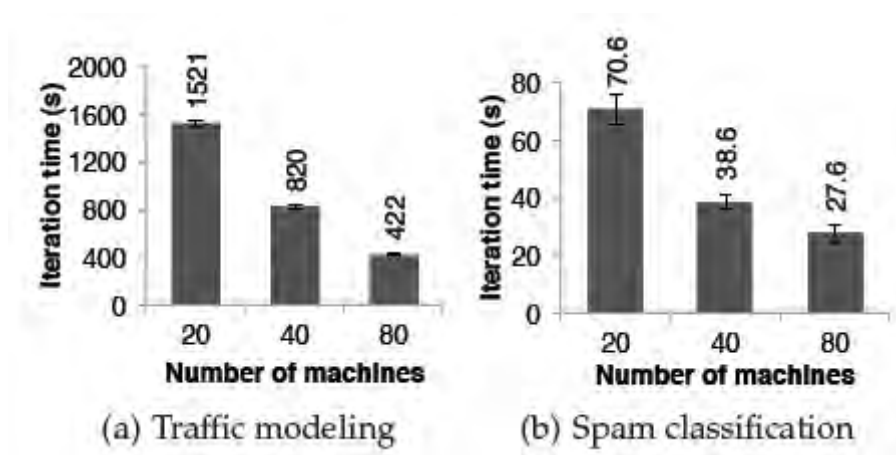 Iteration time (s)
2000
1600
1200
800
400
0
1521
820
422
20 40 80
Number of machines
(a) Traffic modeling
Iteration time (s)
80
60
40
20
0
70.6
38.6
27.6
20 40 80
Number of machines
(b) Spam classification